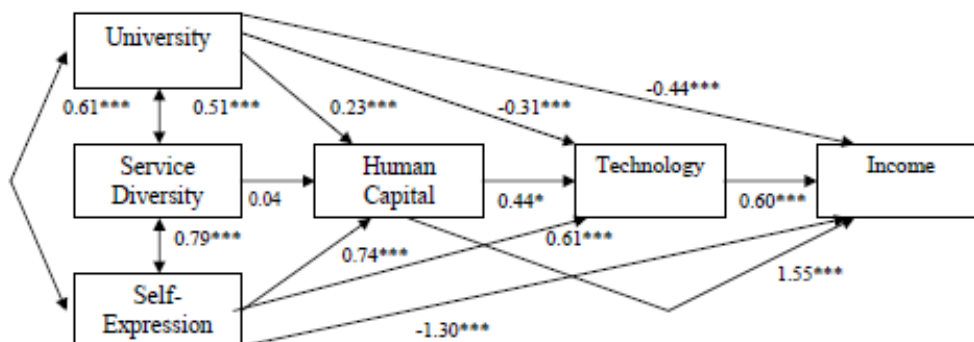 University
-0.44***
0.61***
0.51***
0.23***
-0.31***
Service
Diversity
Human
Capital
Technology
Income
0.04
0.44*
0.60***
0.79***
0.74***
0.61***
1.55***
Self-
Expression
-1.30***